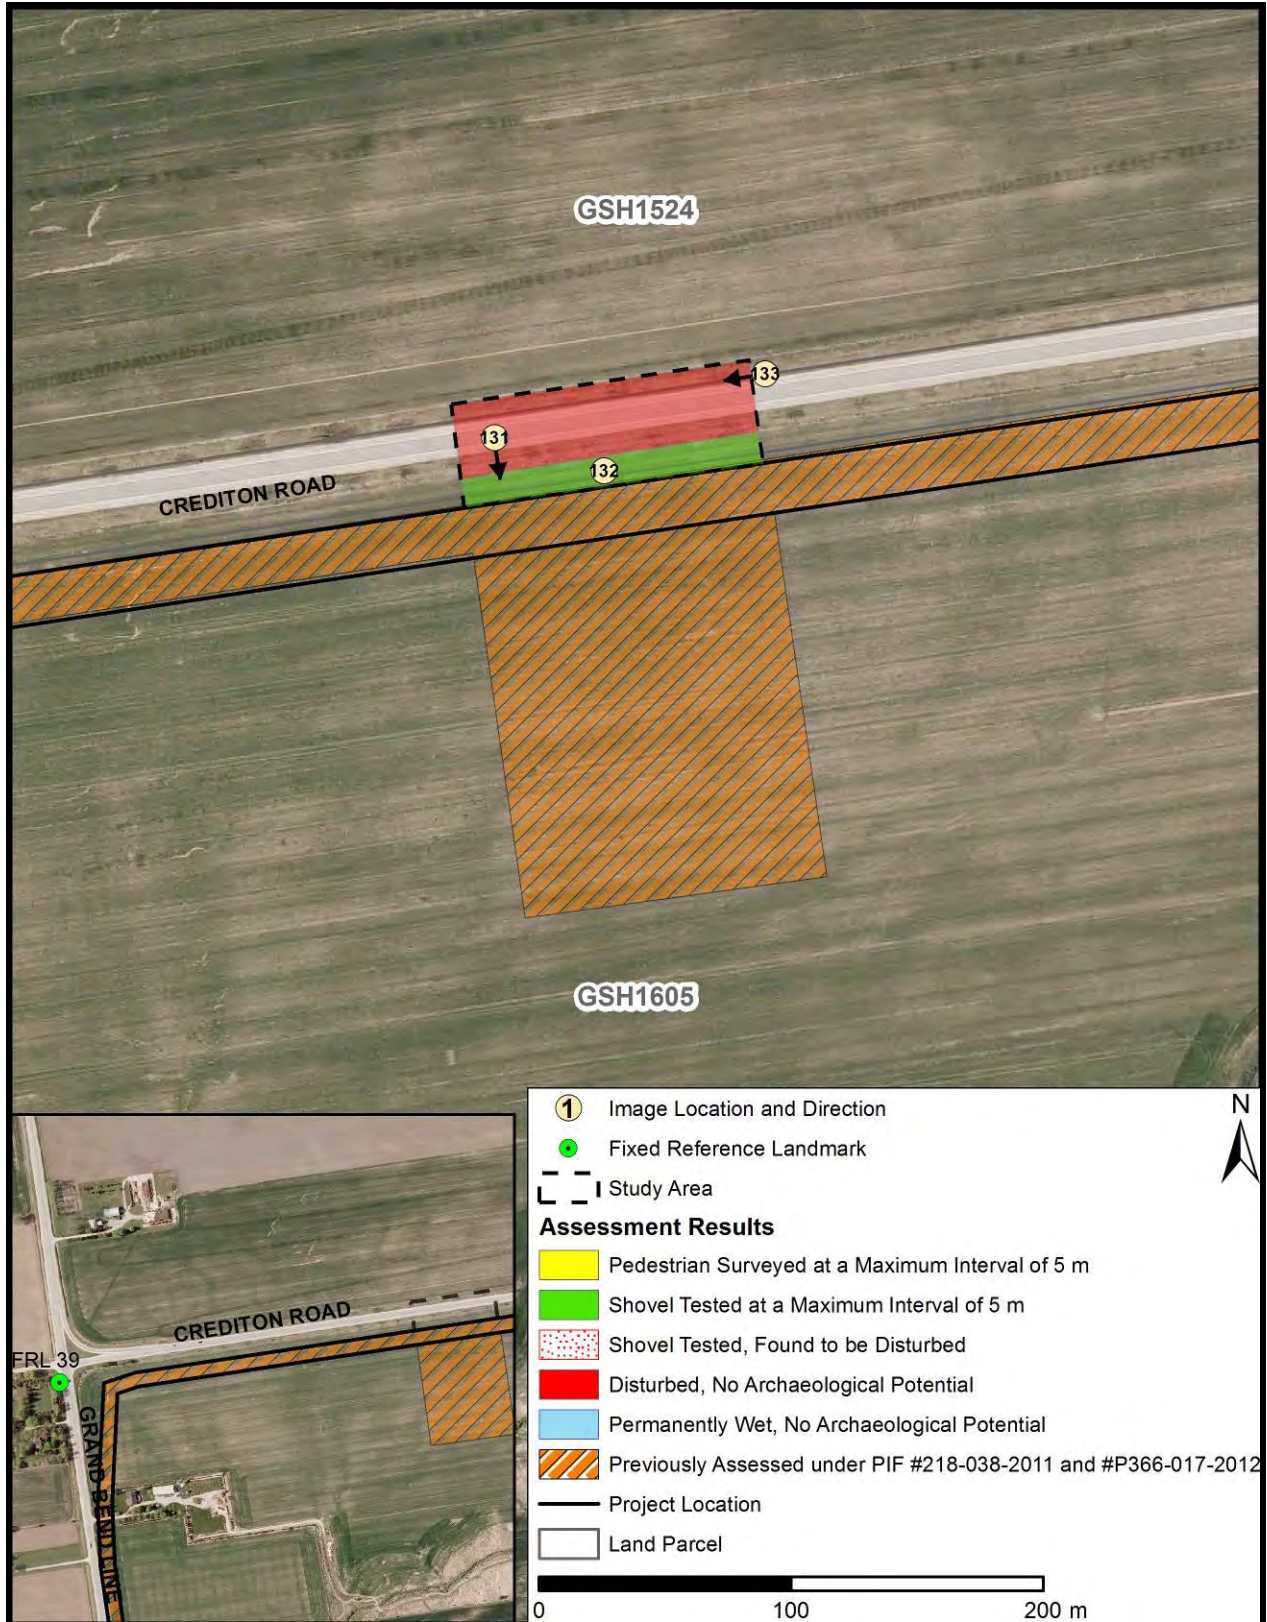 GSH1524
133
131
132
CREDITON ROAD
GSH1605
1 Image Location and Direction
Fixed Reference Landmark
Study Area
Assessment Results
Pedestrian Surveyed at a Maximum Interval of 5 m
Shovel Tested at a Maximum Interval of 5 m
Shovel Tested, Found to be Disturbed
Disturbed, No Archaeological Potential
Permanently Wet, No Archaeological Potential
Previously Assessed under PIF #218-038-2011 and #P366-017-2012
Project Location
Land Parcel
0 100 200 m
N
CREDITON ROAD
FRL 39
GRAND BEND LINE